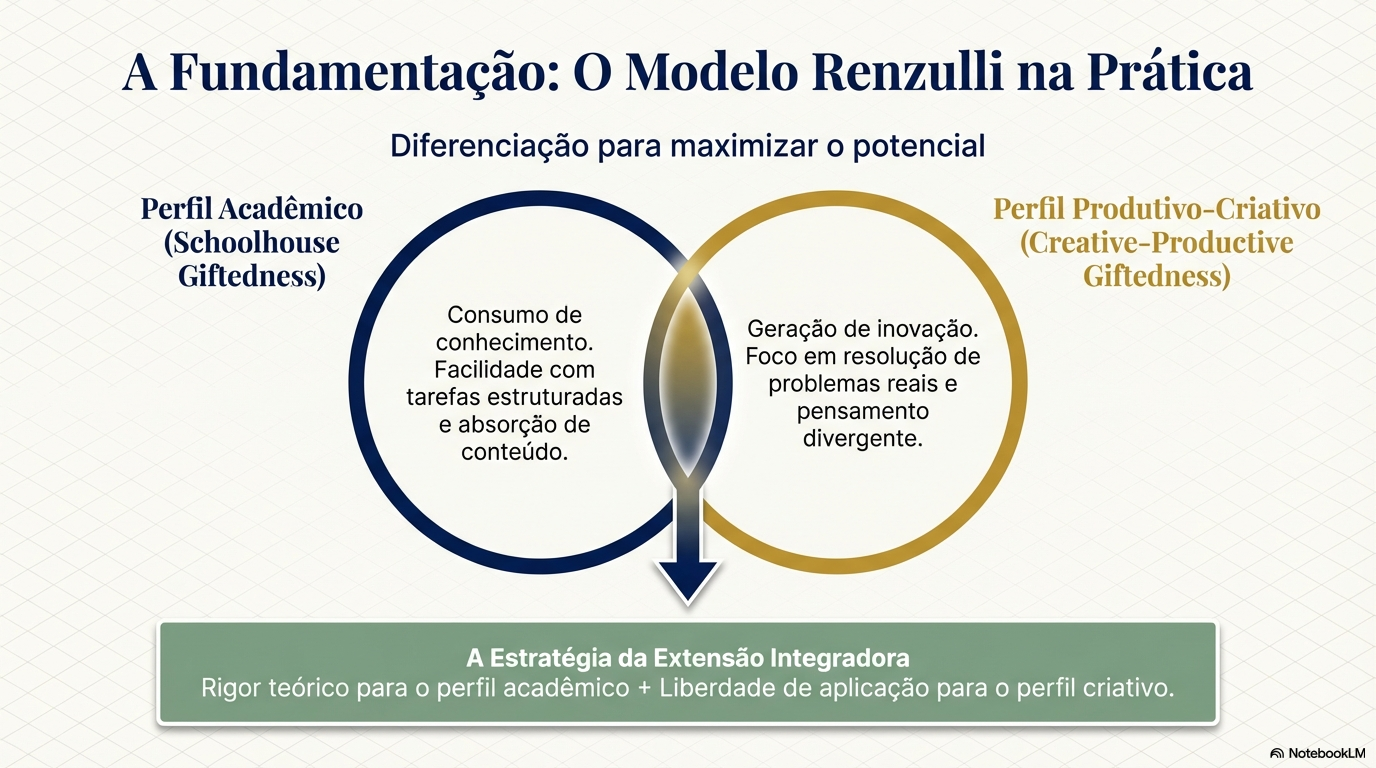 A Fundamentação: O Modelo Renzulli na Prática
Diferenciação para maximizar o potencial
Perfil Acadêmico
(Schoolhouse
Giftedness)
Consumo de
conhecimento.
Facilidade com
tarefas estruturadas
e absorção de
conteúdo.
Geração de inovação.
Foco em resolução de
problemas reais e
pensamento
divergente.
Perfil Produtivo-Criativo
(Creative-Productive
Giftedness)
A Estratégia da Extensão Integradora
Rigor teórico para o perfil acadêmico + Liberdade de aplicação para o perfil criativo.
NotebookLM